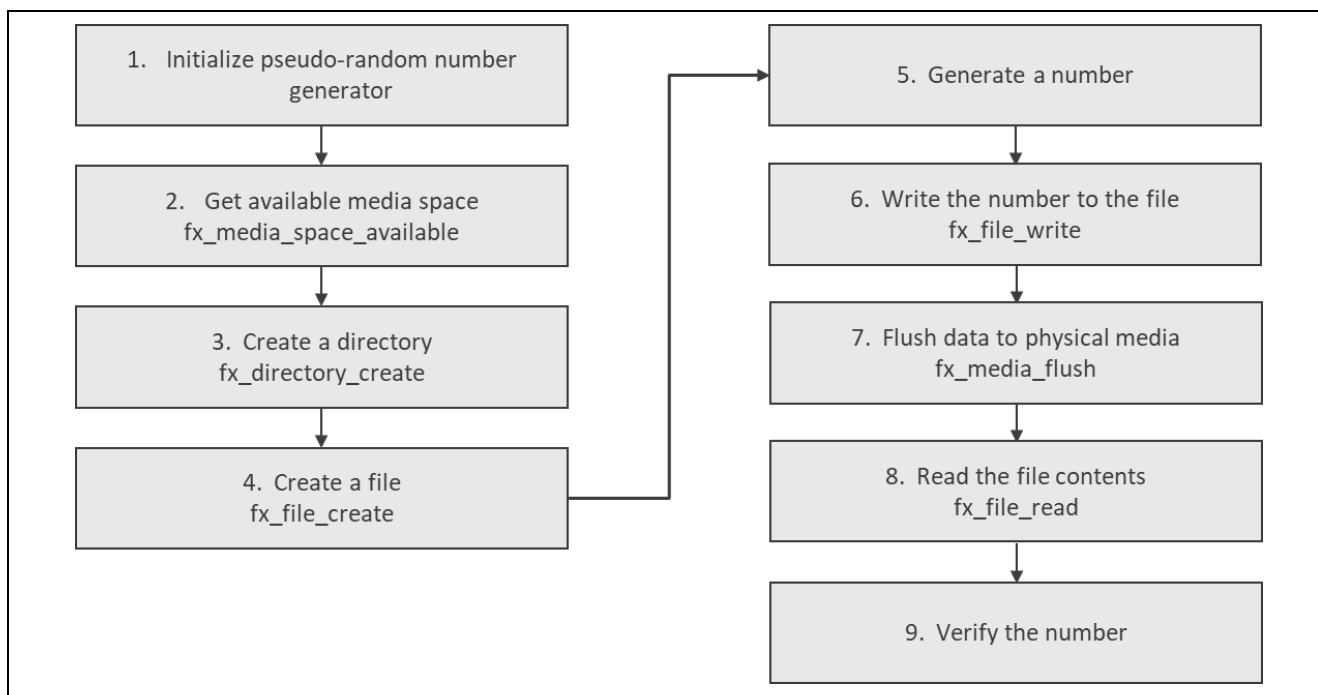 1. Initialize pseudo-random number
generator
2. Get available media space
fx_media_space_available
3. Create a directory
fx_directory_create
4. Create a file
fx_file_create
5. Generate a number
6. Write the number to the file
fx_file_write
7. Flush data to physical media
fx_media_flush
8. Read the file contents
fx_file_read
9. Verify the number